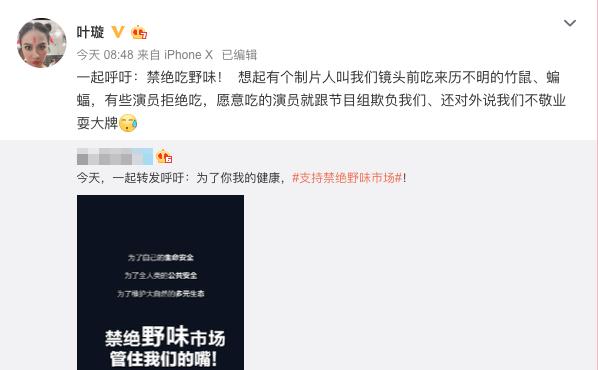 叶璇
今天 08:48 来自 iPhone X 已编辑
一起呼吁：禁绝吃野味！ 想起有个制片人叫我们镜头前吃来历不明的竹鼠、蝙
蝠，有些演员拒绝吃，愿意吃的演员就跟节目组欺负我们、还对外说我们不敬业
耍大牌
今天，一起转发呼吁：为了你我的健康，#支持禁绝野味市场#！
为了自己的生命安全
为了全人类的公共安全
为了维护大自然的多元生态
禁绝野味市场
管住我们的嘴!